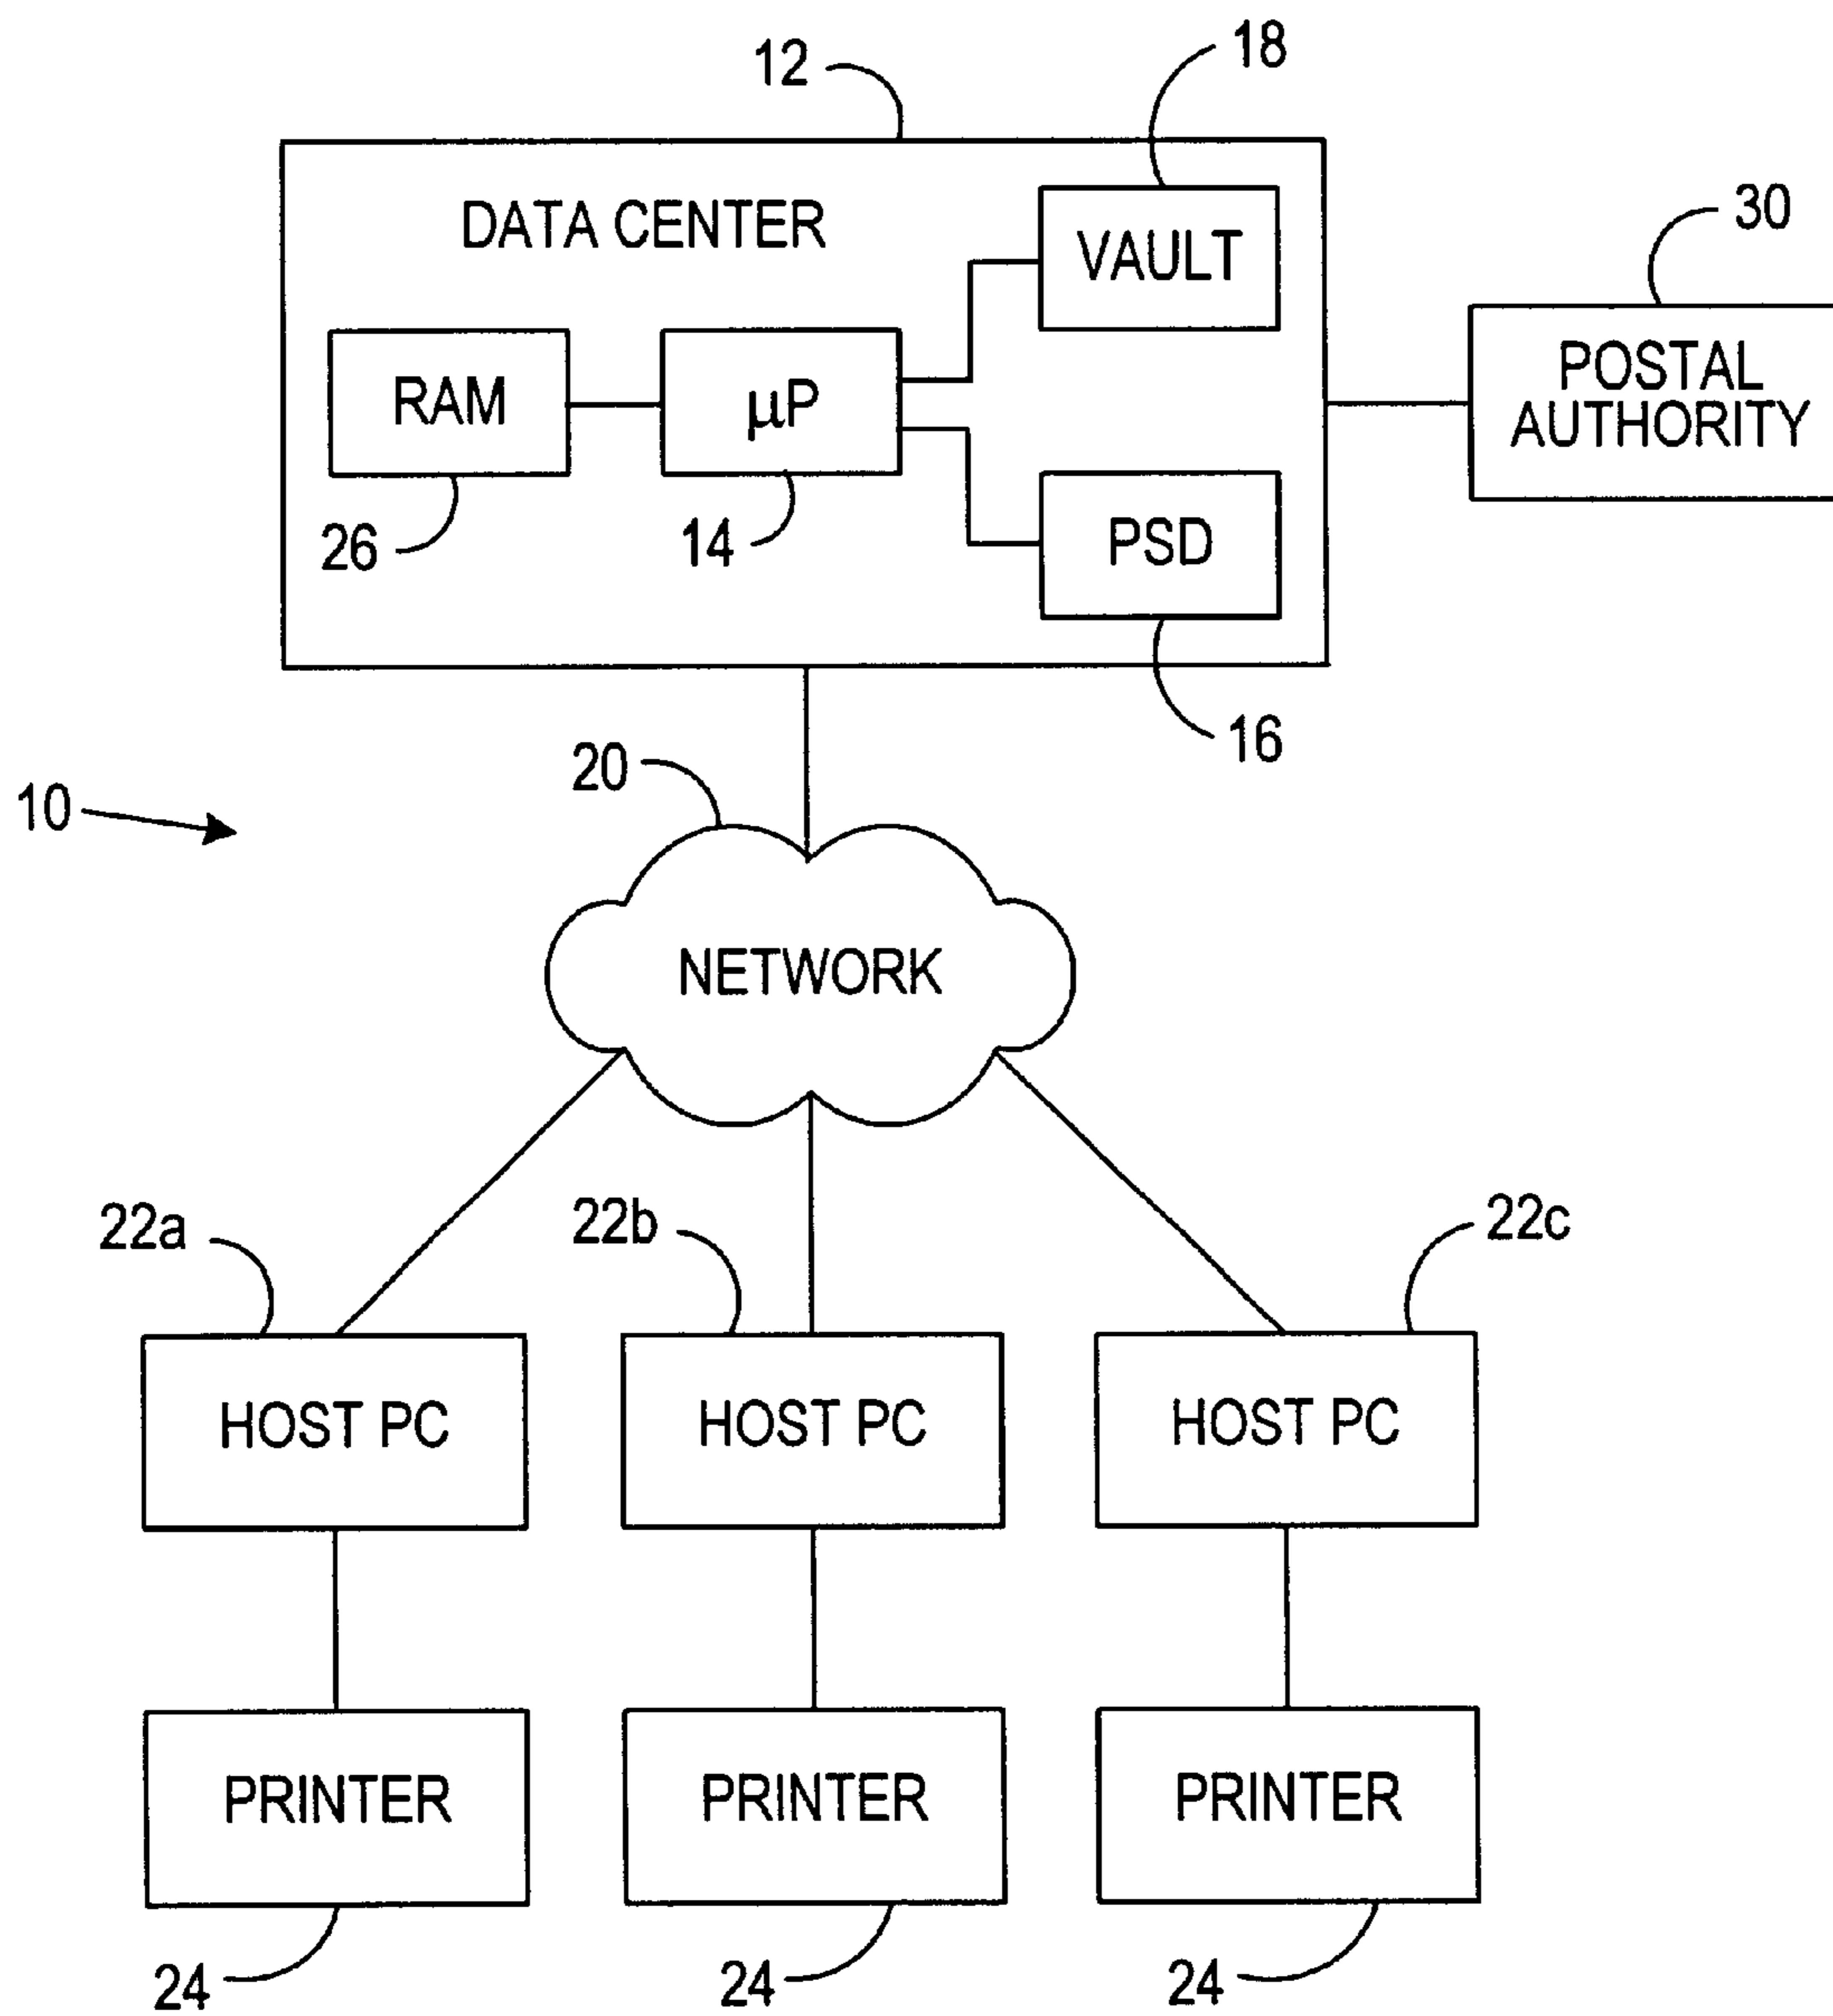 12
18
DATA CENTER
VAULT
30
RAM
µP
POSTAL
AUTHORITY
26
14
PSD
16
20
10
NETWORK
22a
22b
22c
HOST PC
HOST PC
HOST PC
PRINTER
PRINTER
PRINTER
24
24
24